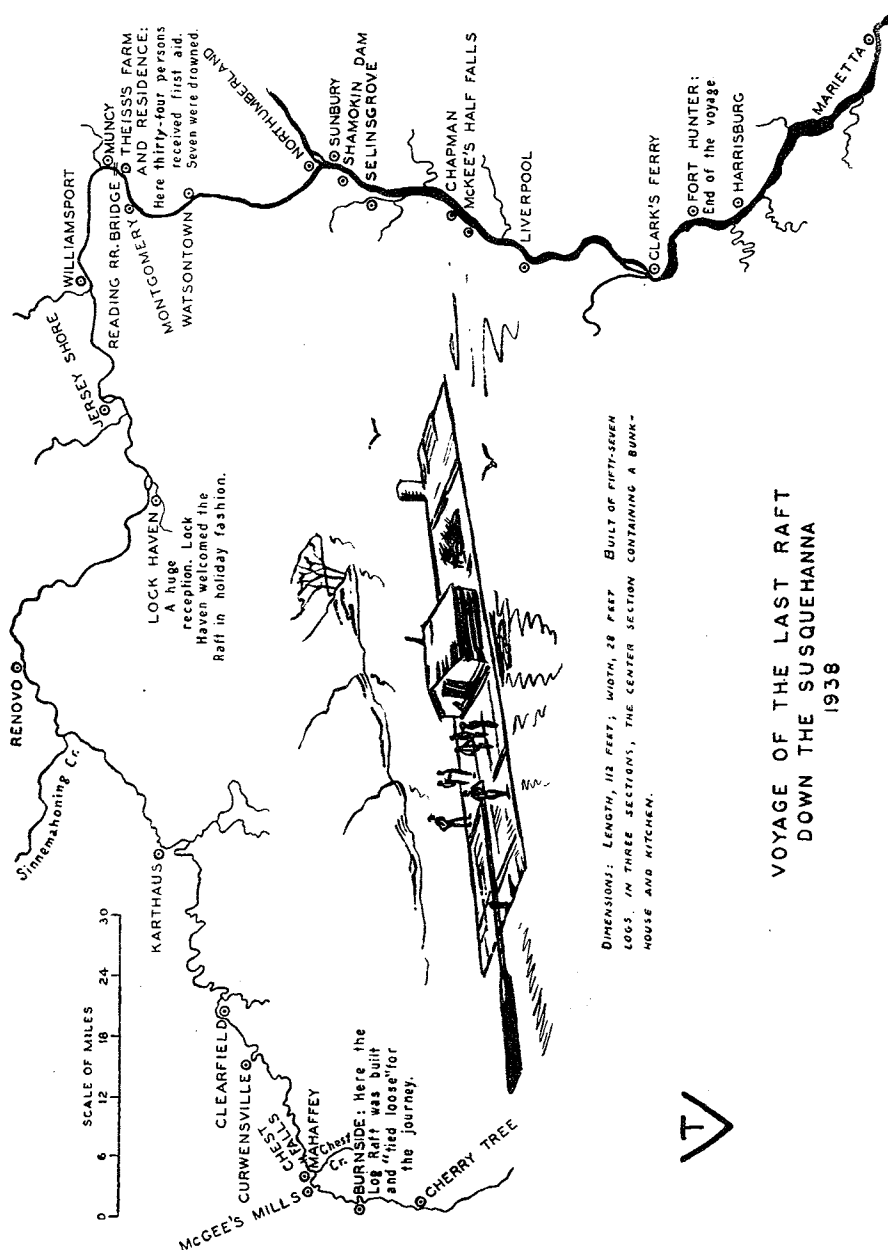 SCALE OF MILES
0 6 12 18 24 30
McGEE'S MILLS
MAHAFFEY
CHEST
FALLS
Chest
Cr.
BURNSIDE: Here the
Log Raft was built
and "tied loose" for
the journey.
CHERRY TREE
CURWENSVILLE
CLEARFIELD
KARTHAUS
Sinnemahoning Cr.
RENOVO
LOCK HAVEN
A huge
reception. Lock
Haven welcomed the
Raft in holiday fashion.
JERSEY SHORE
WILLIAMSPORT
READING RR. BRIDGE
MUNCY
THEISS'S FARM
AND RESIDENCE:
Here thirty-four persons
received first aid.
Seven were drowned.
MONTGOMERY
WATSONTOWN
NORTHUMBERLAND
SUNBURY
SHAMOKIN DAM
SELINSGROVE
CHAPMAN
McKEE'S HALF FALLS
LIVERPOOL
CLARK'S FERRY
FORT HUNTER:
End of the voyage
HARRISBURG
MARIETTA
DIMENSIONS: LENGTH, 112 FEET; WIDTH, 28 FEET BUILT OF FIFTY-SEVEN
LOGS. IN THREE SECTIONS, THE CENTER SECTION CONTAINING A BUNK-
HOUSE AND KITCHEN.
VOYAGE OF THE LAST RAFT
DOWN THE SUSQUEHANNA
1938
T